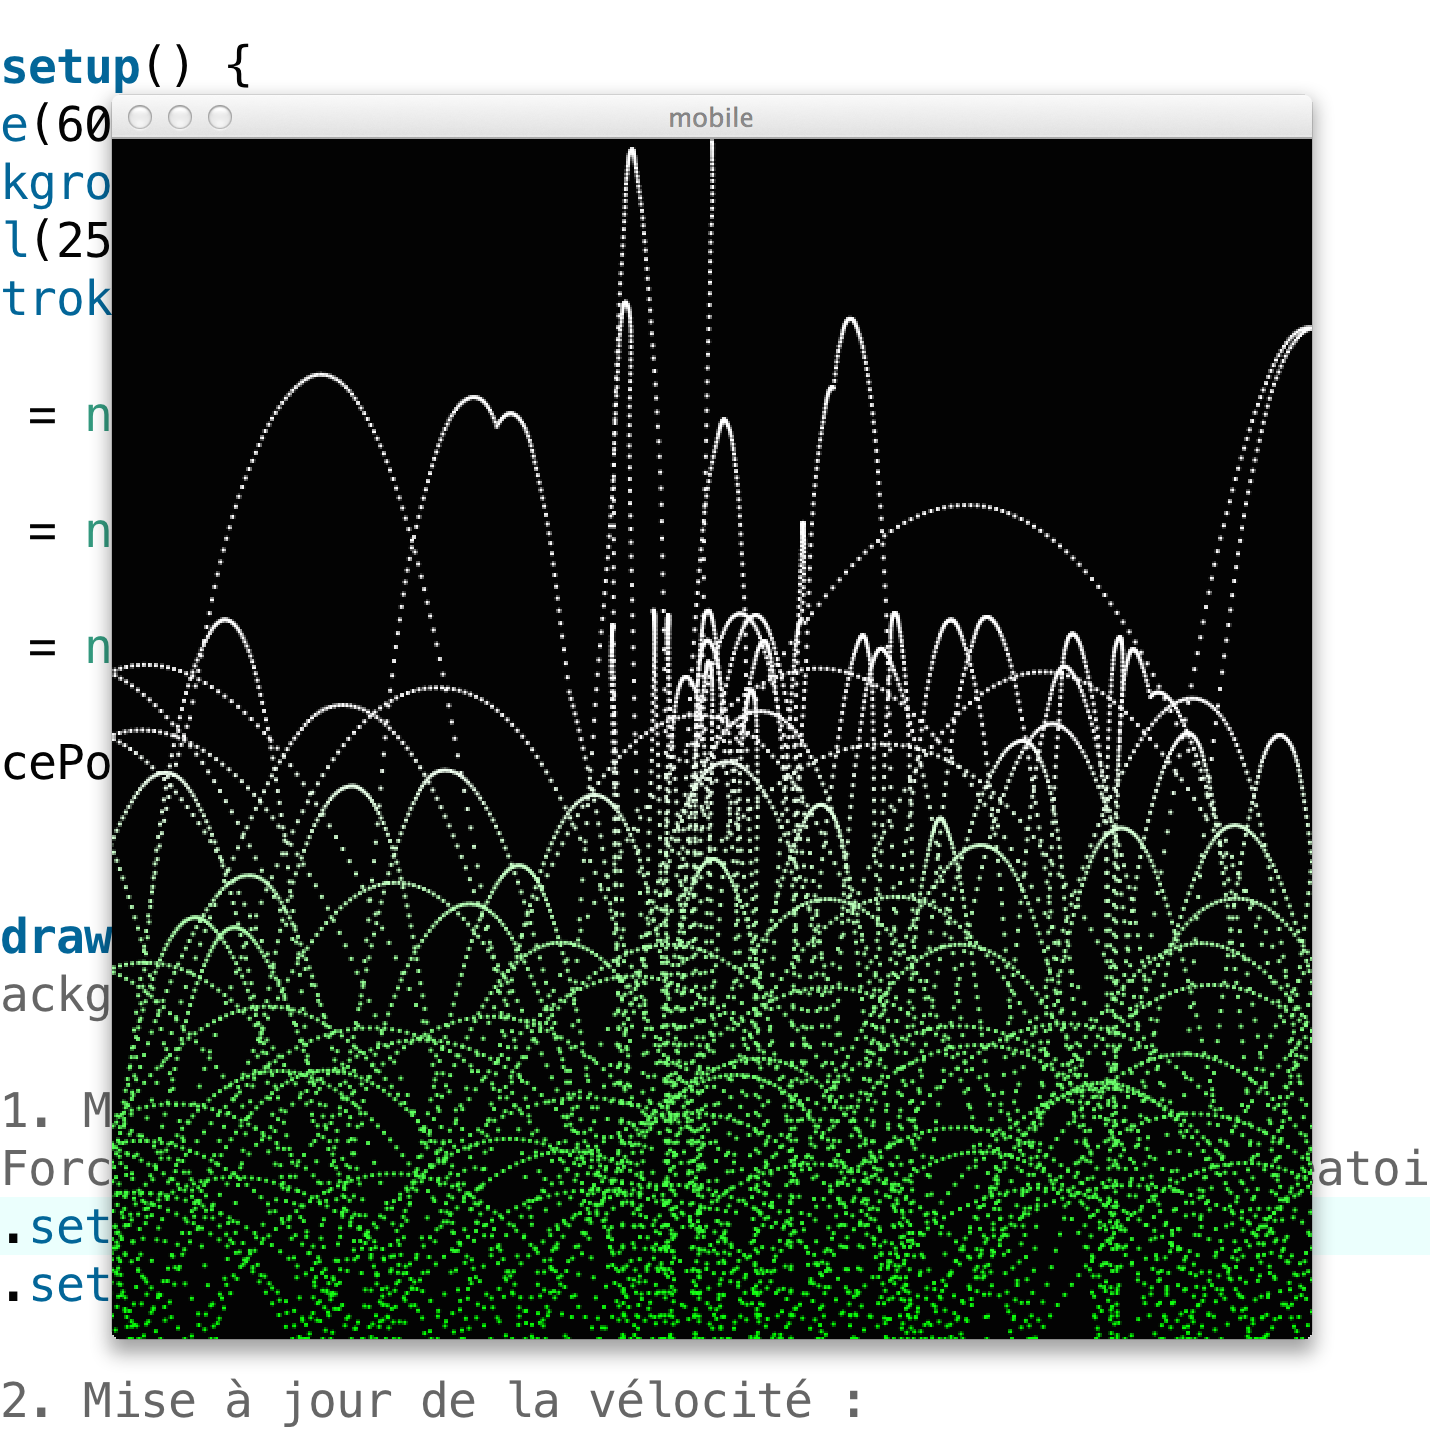 setup() {
mobile
e(60
kgro
l(25
trok
= n
= n
= n
cePo
draw
ackg
1. M
Forc atoi
.set
.set
2. Mise à jour de la vélocité :